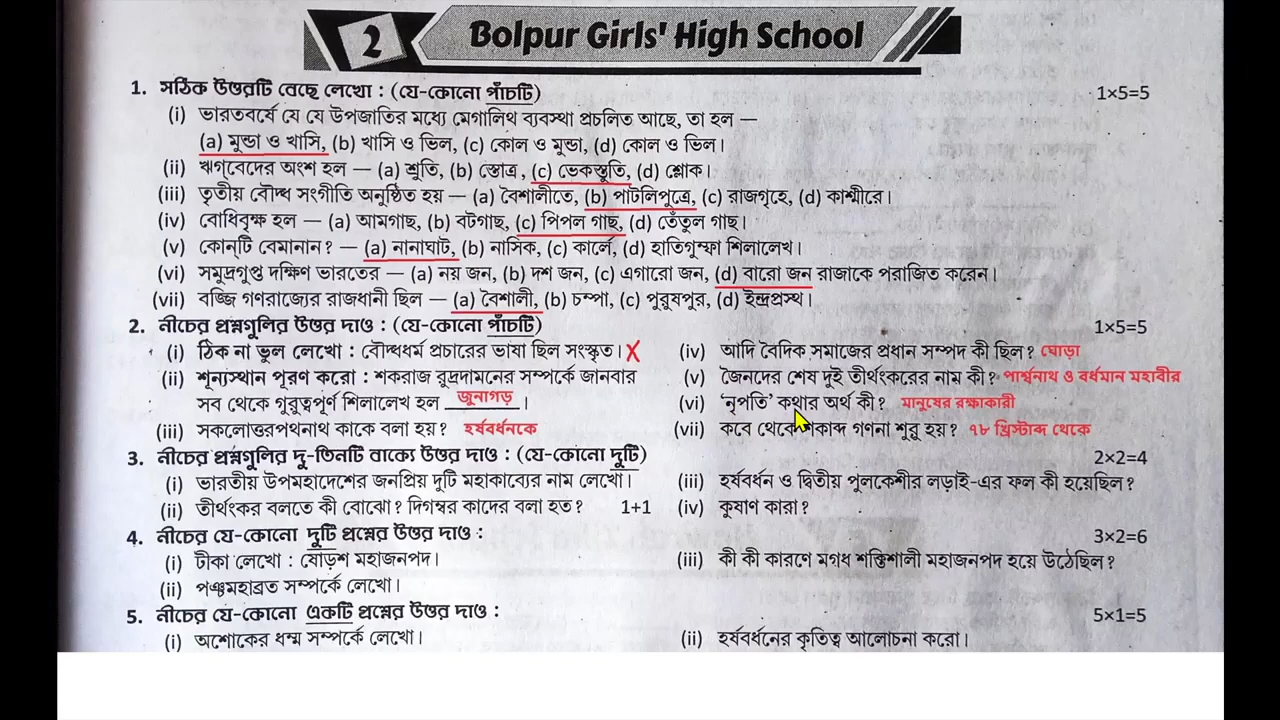 2
Bolpur Girls' High School
1. সঠিক উত্তরটি বেছে লেখো : (যে-কোনো পাঁচটি) 1×5=5
(i) ভারতবর্ষে যে যে উপজাতির মধ্যে মেগালিথ ব্যবস্থা প্রচলিত আছে, তা হল —
(a) মুন্ডা ও খাসি, (b) খাসি ও ভিল, (c) কোল ও মুন্ডা, (d) কোল ও ভিল।
(ii) ঋগ্‌বেদের অংশ হল — (a) শ্রুতি, (b) স্তোত্র, (c) ভেকস্তুতি, (d) শ্লোক।
(iii) তৃতীয় বৌদ্ধ সংগীতি অনুষ্ঠিত হয় — (a) বৈশালীতে, (b) পাটলিপুত্রে, (c) রাজগৃহে, (d) কাশ্মীরে।
(iv) বোধিবৃক্ষ হল — (a) আমগাছ, (b) বটগাছ, (c) পিপল গাছ, (d) তেঁতুল গাছ।
(v) কোন্‌টি বেমানান? — (a) নানাঘাট, (b) নাসিক, (c) কার্লে, (d) হাতিগুম্ফা শিলালেখ।
(vi) সমুদ্রগুপ্ত দক্ষিণ ভারতের — (a) নয় জন, (b) দশ জন, (c) এগারো জন, (d) বারো জন রাজাকে পরাজিত করেন।
(vii) বজ্জি গণরাজ্যের রাজধানী ছিল — (a) বৈশালী, (b) চম্পা, (c) পুরুষপুর, (d) ইন্দ্রপ্রস্থ।
2. নীচের প্রশ্নগুলির উত্তর দাও : (যে-কোনো পাঁচটি) 1×5=5
(i) ঠিক না ভুল লেখো : বৌদ্ধধর্ম প্রচারের ভাষা ছিল সংস্কৃত। X
(ii) শূন্যস্থান পূরণ করো : শকরাজ রুদ্রদামনের সম্পর্কে জানবার
সব থেকে গুরুত্বপূর্ণ শিলালেখ হল জুনাগড়।
(iii) সকলোত্তরপথনাথ কাকে বলা হয়? হর্ষবর্ধনকে
(iv) আদি বৈদিক সমাজের প্রধান সম্পদ কী ছিল? ঘোড়া
(v) জৈনদের শেষ দুই তীর্থংকরের নাম কী? পার্শ্বনাথ ও বর্ধমান মহাবীর
(vi) ‘নৃপতি’ কথার অর্থ কী? মানুষের রক্ষাকারী
(vii) কবে থেকে শকাব্দ গণনা শুরু হয়? ৭৮ খ্রিস্টাব্দ থেকে
3. নীচের প্রশ্নগুলির দু-তিনটি বাক্যে উত্তর দাও : (যে-কোনো দুটি) 2×2=4
(i) ভারতীয় উপমহাদেশের জনপ্রিয় দুটি মহাকাব্যের নাম লেখো।
(ii) তীর্থংকর বলতে কী বোঝো? দিগম্বর কাদের বলা হত? 1+1
(iii) হর্ষবর্ধন ও দ্বিতীয় পুলকেশীর লড়াই-এর ফল কী হয়েছিল?
(iv) কুষাণ কারা?
4. নীচের যে-কোনো দুটি প্রশ্নের উত্তর দাও : 3×2=6
(i) টীকা লেখো : ষোড়শ মহাজনপদ।
(ii) পঞ্চমহাব্রত সম্পর্কে লেখো।
(iii) কী কী কারণে মগধ শক্তিশালী মহাজনপদ হয়ে উঠেছিল?
5. নীচের যে-কোনো একটি প্রশ্নের উত্তর দাও : 5×1=5
(i) অশোকের ধম্ম সম্পর্কে লেখো।
(ii) হর্ষবর্ধনের কৃতিত্ব আলোচনা করো।